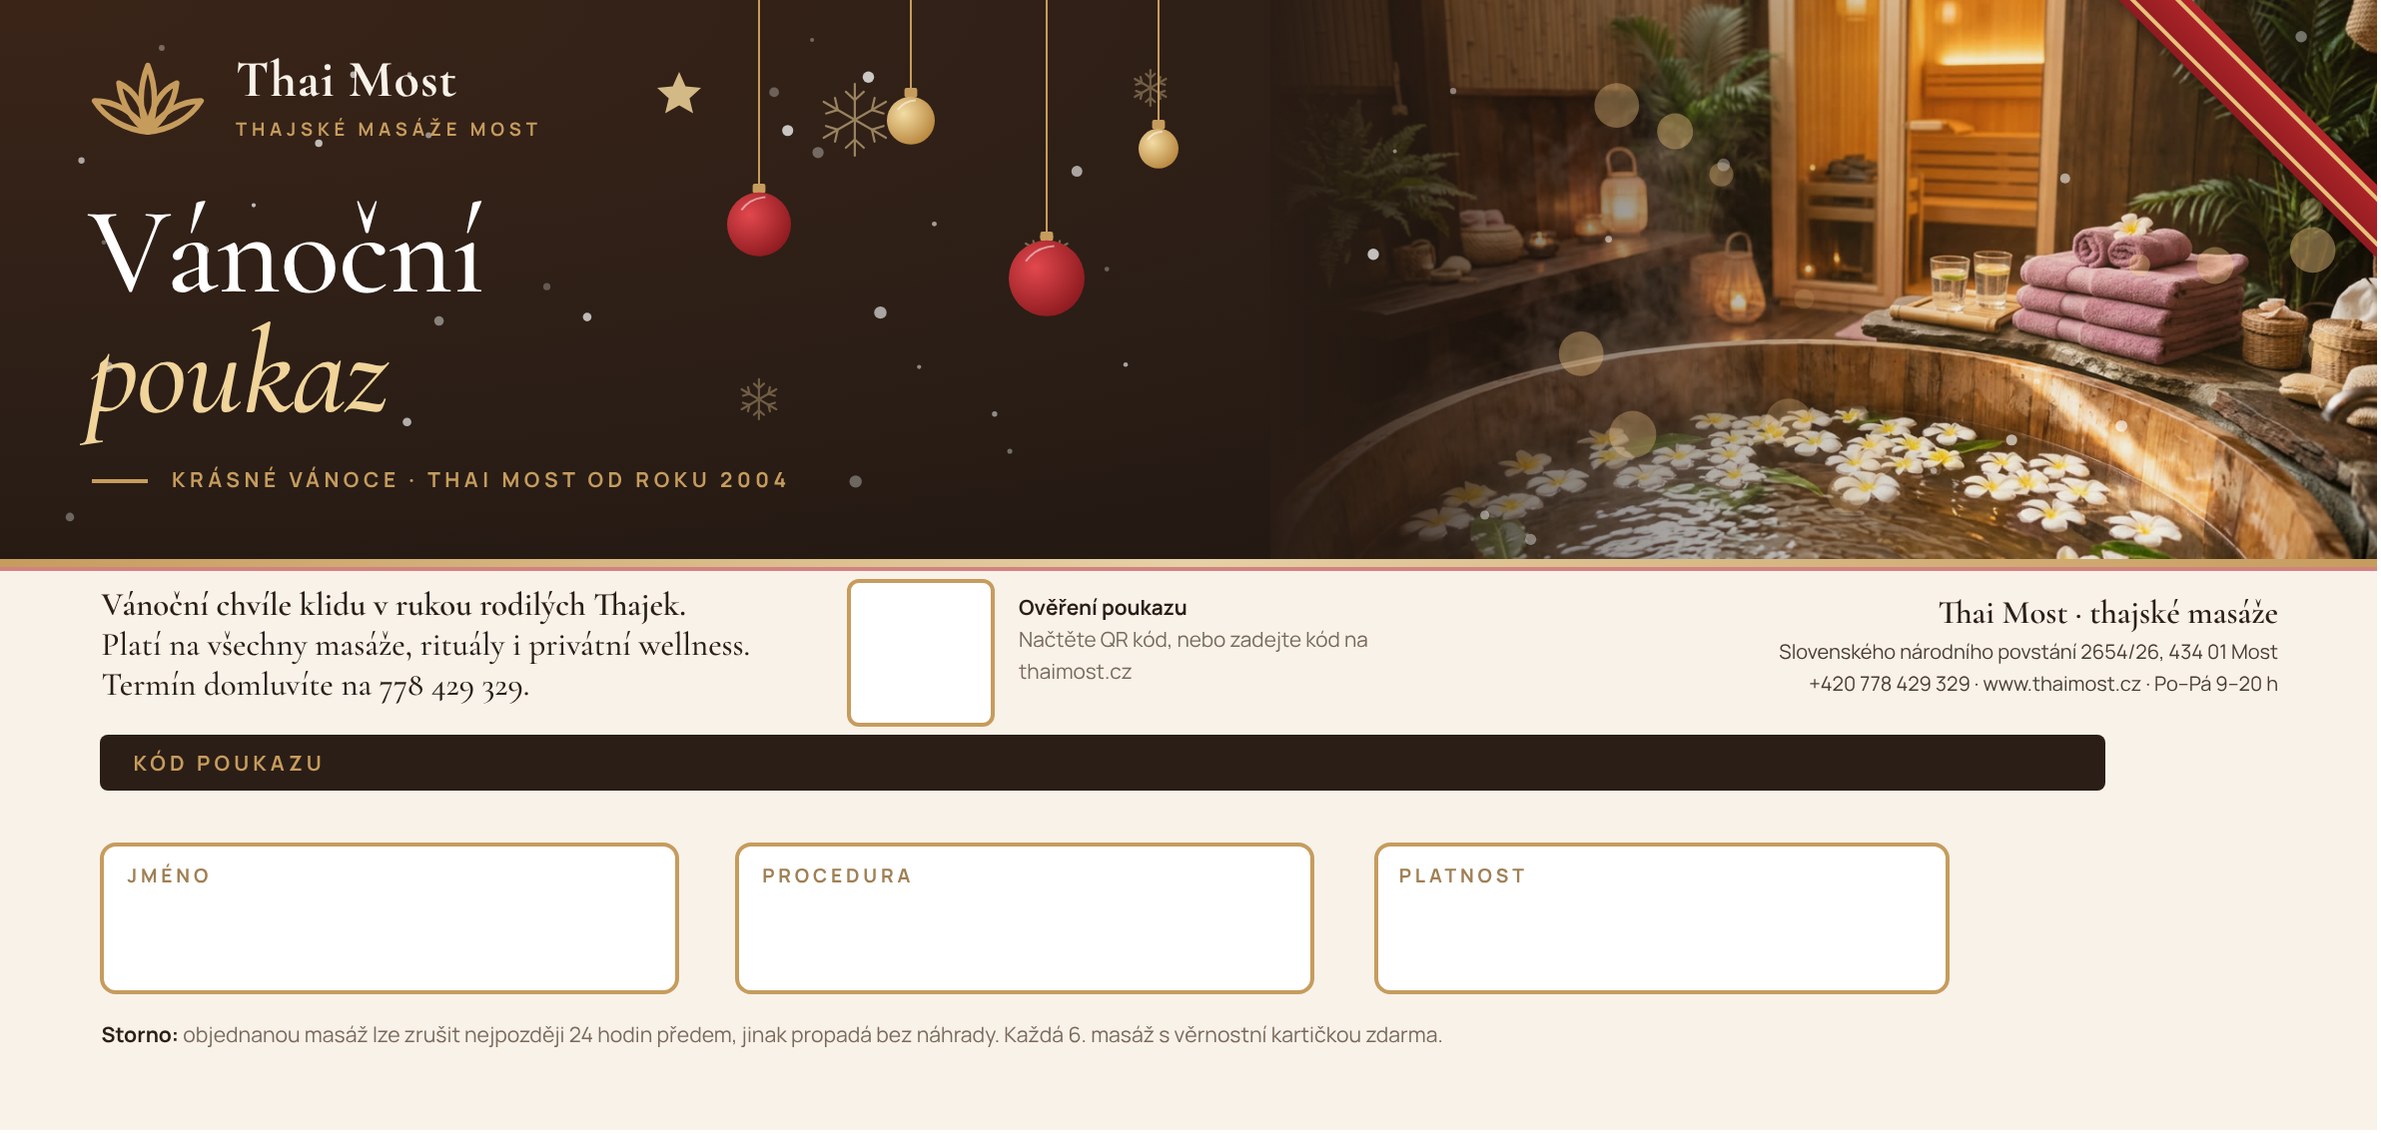 Thai Most
THAJSKÉ MASÁŽE MOST
Vánoční
poukaz
KRÁSNÉ VÁNOCE · THAI MOST OD ROKU 2004
Vánoční chvíle klidu v rukou rodilých Thajek.
Platí na všechny masáže, rituály i privátní wellness.
Termín domluvíte na 778 429 329.
Ověření poukazu
Načtěte QR kód, nebo zadejte kód na
thaimost.cz
Thai Most · thajské masáže
Slovenského národního povstání 2654/26, 434 01 Most
+420 778 429 329 · www.thaimost.cz · Po–Pá 9–20 h
KÓD POUKAZU
JMÉNO
PROCEDURA
PLATNOST
Storno: objednanou masáž lze zrušit nejpozději 24 hodin předem, jinak propadá bez náhrady. Každá 6. masáž s věrnostní kartičkou zdarma.